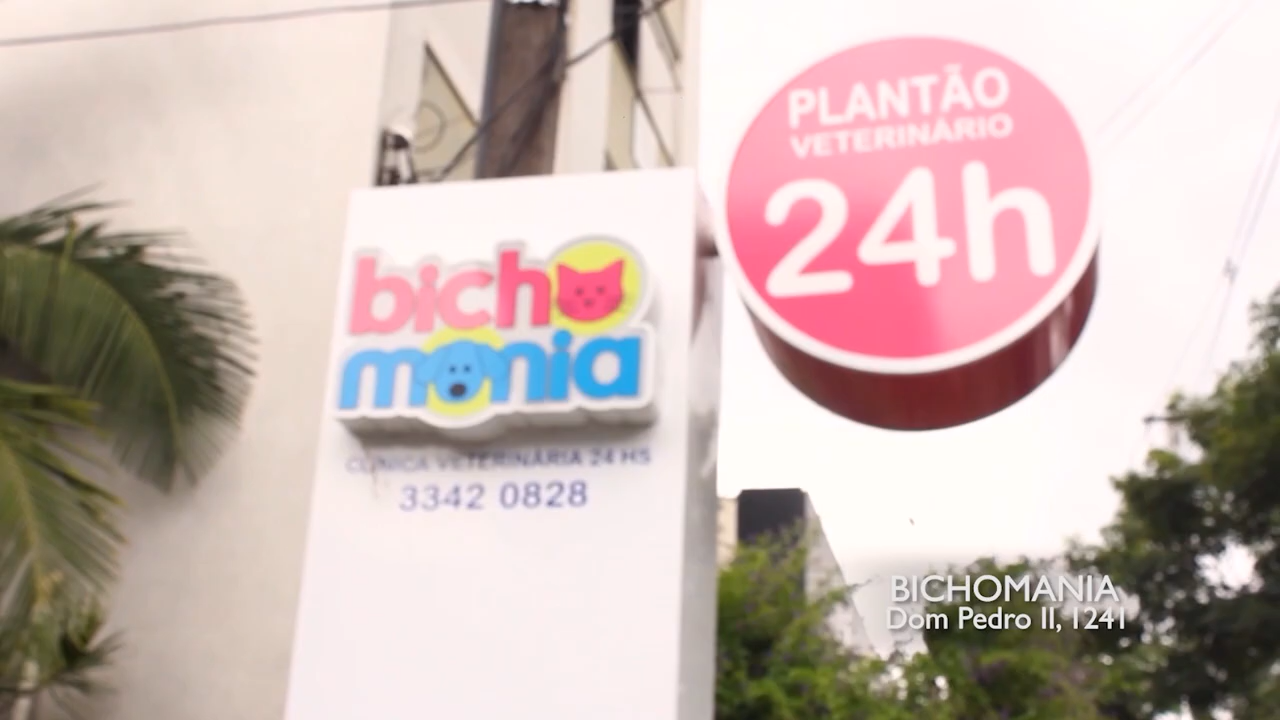 bicho
mania
CLÍNICA VETERINÁRIA 24 HS
3342 0828
PLANTÃO
VETERINÁRIO
24h
BICHOMANIA
Dom Pedro II, 1241